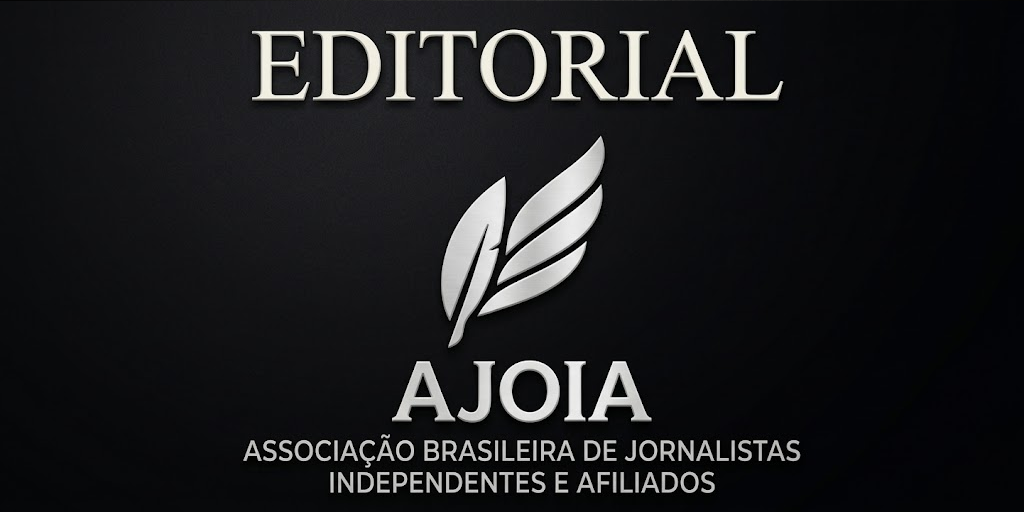 EDITORIAL
AJOIA
ASSOCIAÇÃO BRASILEIRA DE JORNALISTAS
INDEPENDENTES E AFILIADOS